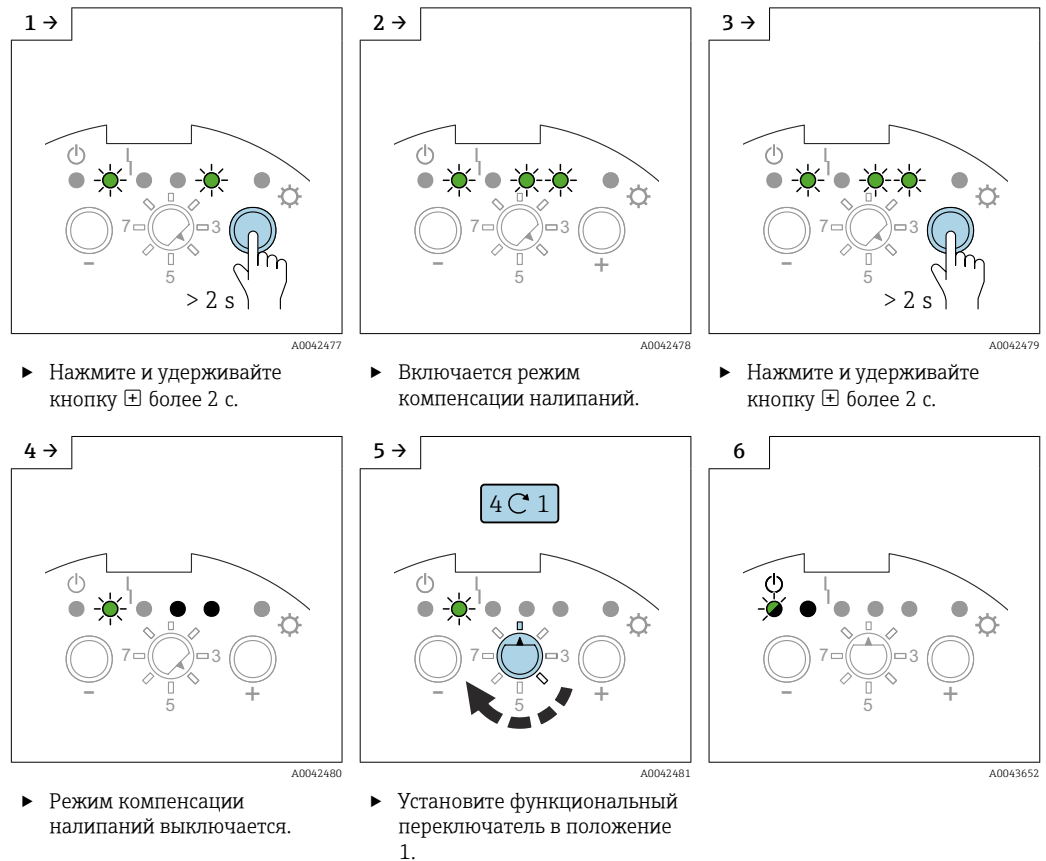 1 →
2 →
3 →
7
3
5
-
> 2 s
7
3
5
-
+
7
3
5
-
> 2 s
A0042477
A0042478
A0042479
► Нажмите и удерживайте
кнопку ⊞ более 2 с.
► Включается режим
компенсации налипаний.
► Нажмите и удерживайте
кнопку ⊞ более 2 с.
4 →
5 →
6
4 ↻ 1
7
3
5
-
+
7
3
5
-
+
7
3
5
-
+
A0042480
A0042481
A0043652
► Режим компенсации
налипаний выключается.
► Установите функциональный
переключатель в положение
1.